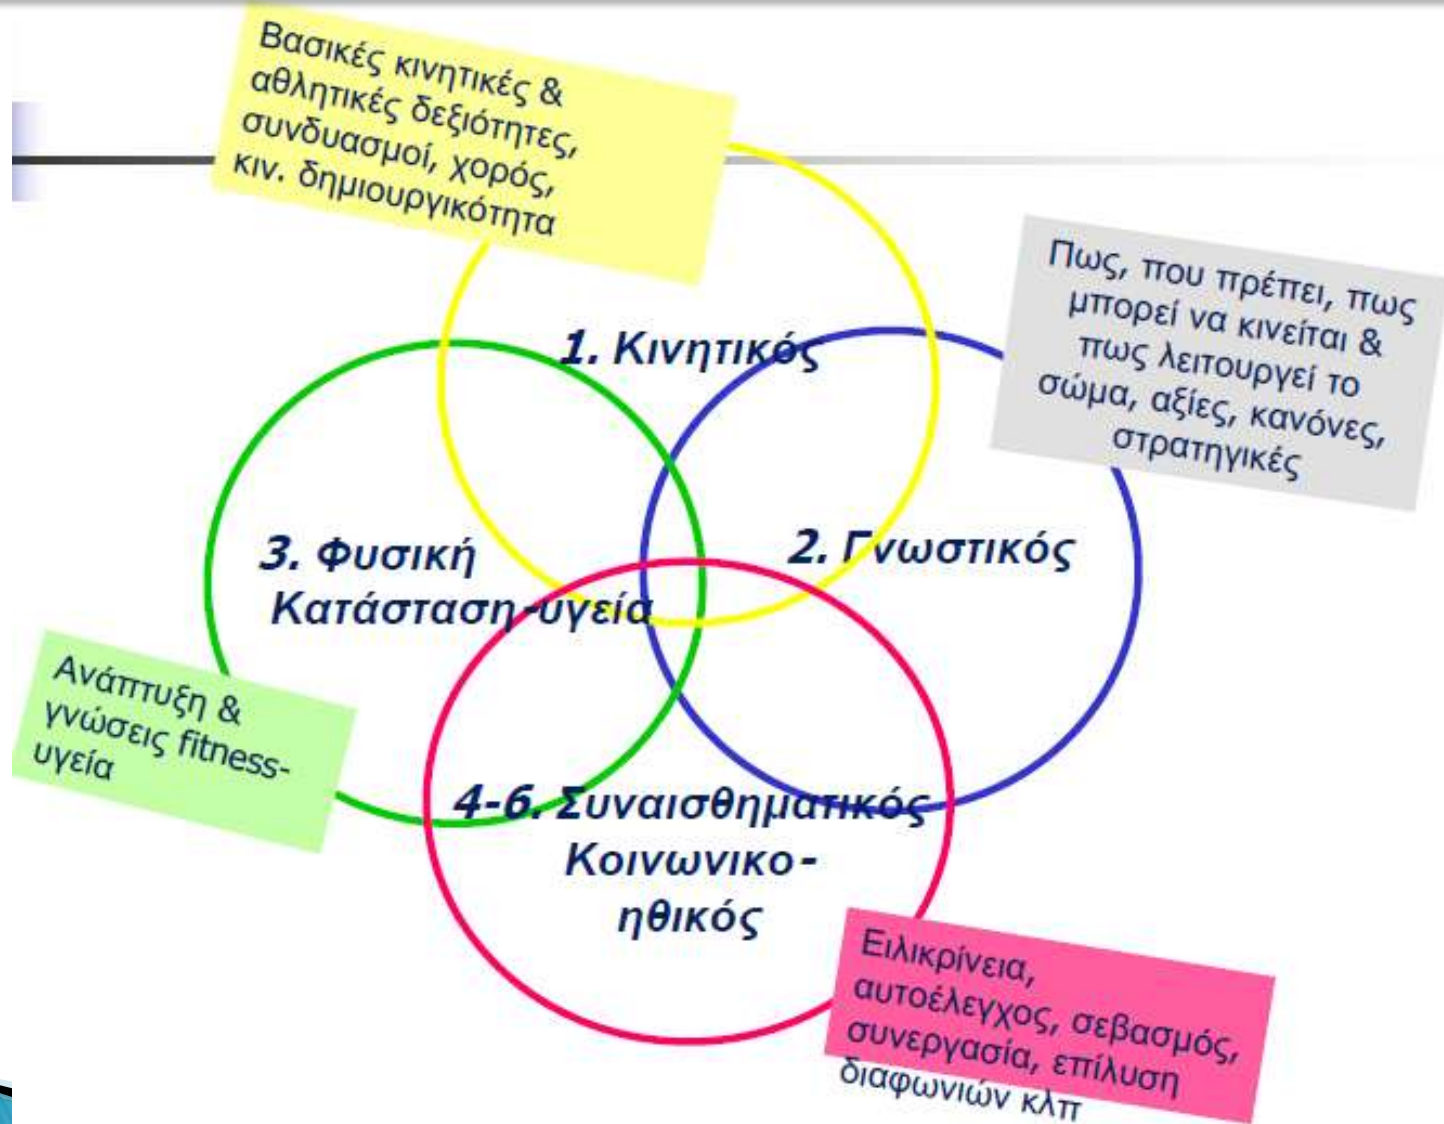 Βασικές κινητικές &
αθλητικές δεξιότητες,
συνδυασμοί, χορός,
κιν. δημιουργικότητα
Πως, που πρέπει, πως
μπορεί να κινείται &
πως λειτουργεί το
σώμα, αξίες, κανόνες,
στρατηγικές
1. Κινητικός
2. Γνωστικός
3. Φυσική
Κατάσταση-υγεία
Ανάπτυξη &
γνώσεις fitness-
υγεία
4-6. Συναισθηματικός
Κοινωνικο-
ηθικός
Ειλικρίνεια,
αυτοέλεγχος, σεβασμός,
συνεργασία, επίλυση
διαφωνιών κλπ